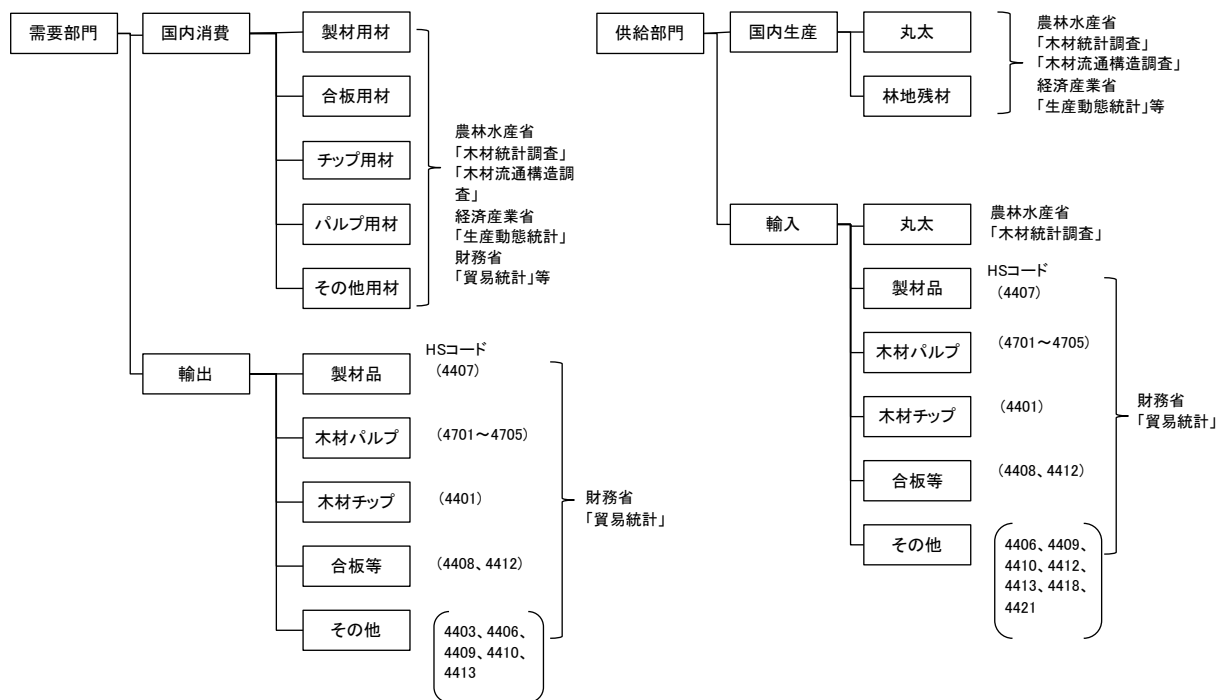 需要部門
国内消費
製材用材
合板用材
チップ用材
パルプ用材
その他用材
農林水産省
「木材統計調査」
「木材流通構造調
査」
経済産業省
「生産動態統計」
財務省
「貿易統計」等
輸出
HSコード
製材品
(4407)
木材パルプ
(4701～4705)
木材チップ
(4401)
合板等
(4408、4412)
その他
4403、4406、
4409、4410、
4413
財務省
「貿易統計」
供給部門
国内生産
丸太
林地残材
農林水産省
「木材統計調査」
「木材流通構造調査」
経済産業省
「生産動態統計」等
輸入
丸太
農林水産省
「木材統計調査」
HSコード
製材品
(4407)
木材パルプ
(4701～4705)
木材チップ
(4401)
合板等
(4408、4412)
その他
4406、4409、
4410、4412、
4413、4418、
4421
財務省
「貿易統計」